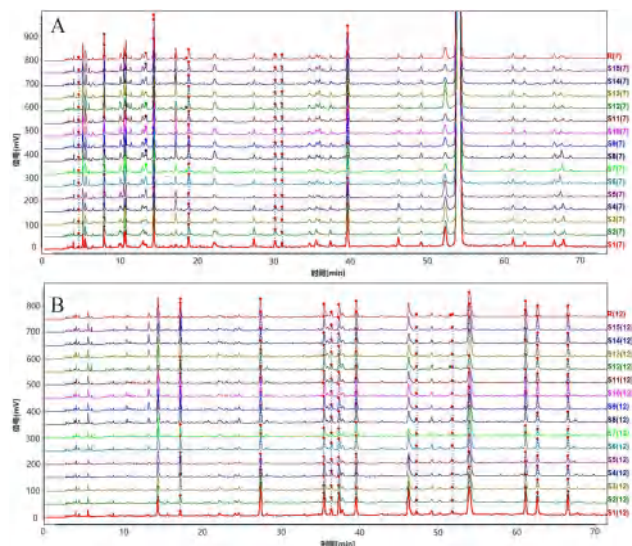 A
800
700
600
500
400
300
200
100
0
信号[mV]
0
10
20
30
40
50
60
70
时间[min]
R(7)
S15(7)
S14(7)
S13(7)
S12(7)
S11(7)
S10(7)
S9(7)
S8(7)
S7(7)
S6(7)
S5(7)
S4(7)
S3(7)
S2(7)
S1(7)
B
800
700
600
500
400
300
200
100
0
信号[mV]
0
10
20
30
40
50
60
70
时间[min]
R(12)
S15(12)
S14(12)
S13(12)
S12(12)
S11(12)
S10(12)
S9(12)
S8(12)
S7(12)
S6(12)
S5(12)
S4(12)
S3(12)
S2(12)
S1(12)